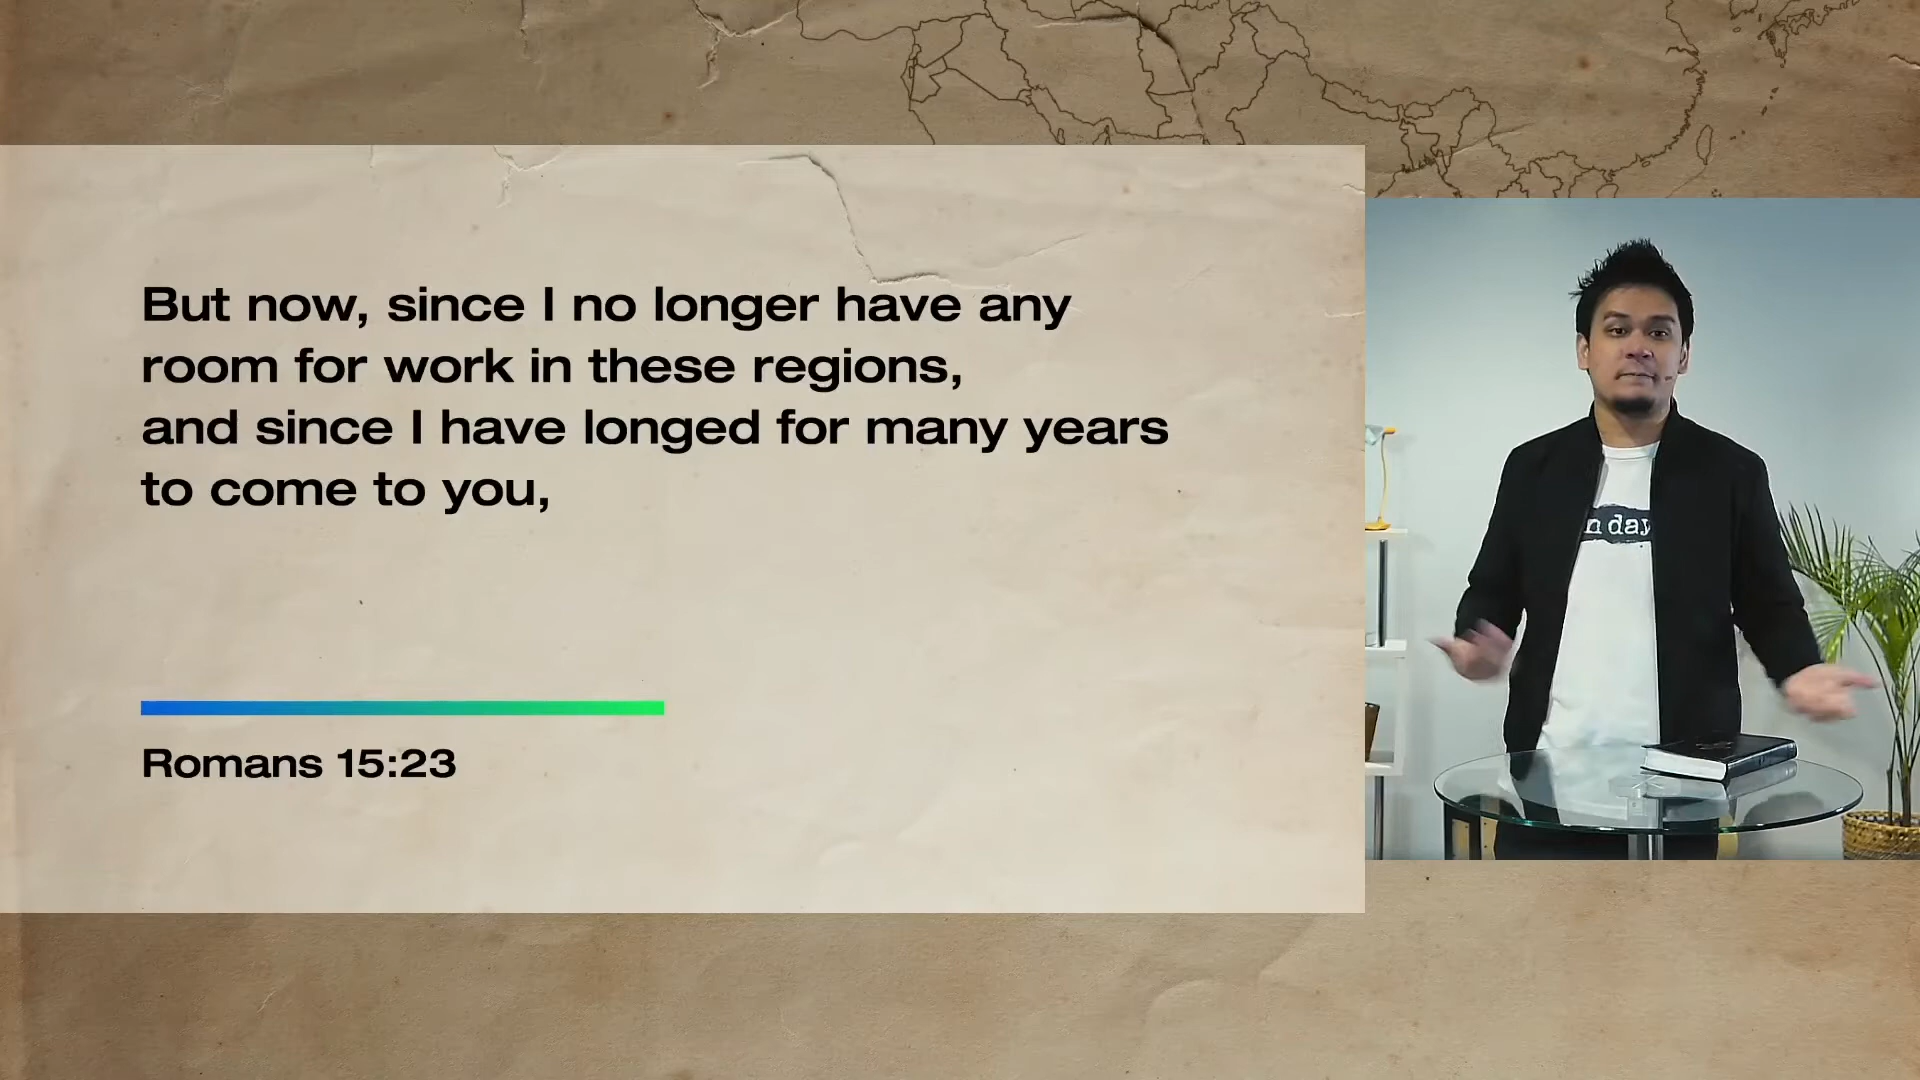 But now, since I no longer have any
room for work in these regions,
and since I have longed for many years
to come to you,
Romans 15:23
n day